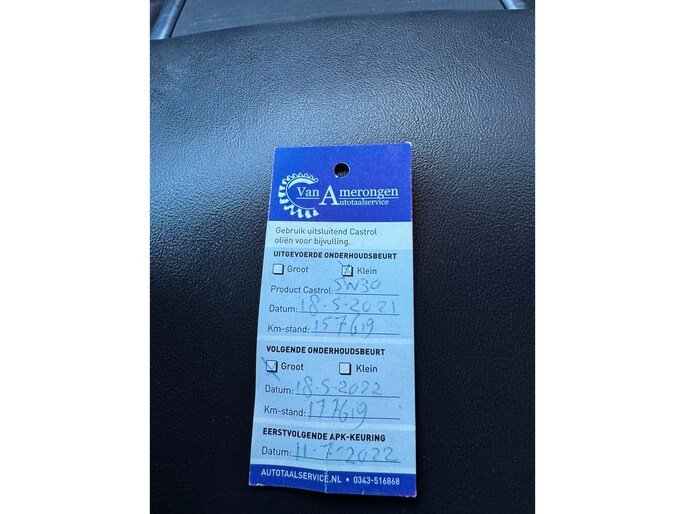 Van Amerongen
Autotaalservice
Gebruik uitsluitend Castrol
oliën voor bijvulling.
UITGEVOERDE ONDERHOUDSBEURT
Groot Klein
Product Castrol: 5W30
Datum: 18-5-2021
Km-stand: 157619
VOLGENDE ONDERHOUDSBEURT
Groot Klein
Datum: 18-5-2022
Km-stand: 177619
EERSTVOLGENDE APK-KEURING
Datum: 11-7-2022
AUTOTAALSERVICE.NL • 0343-516868